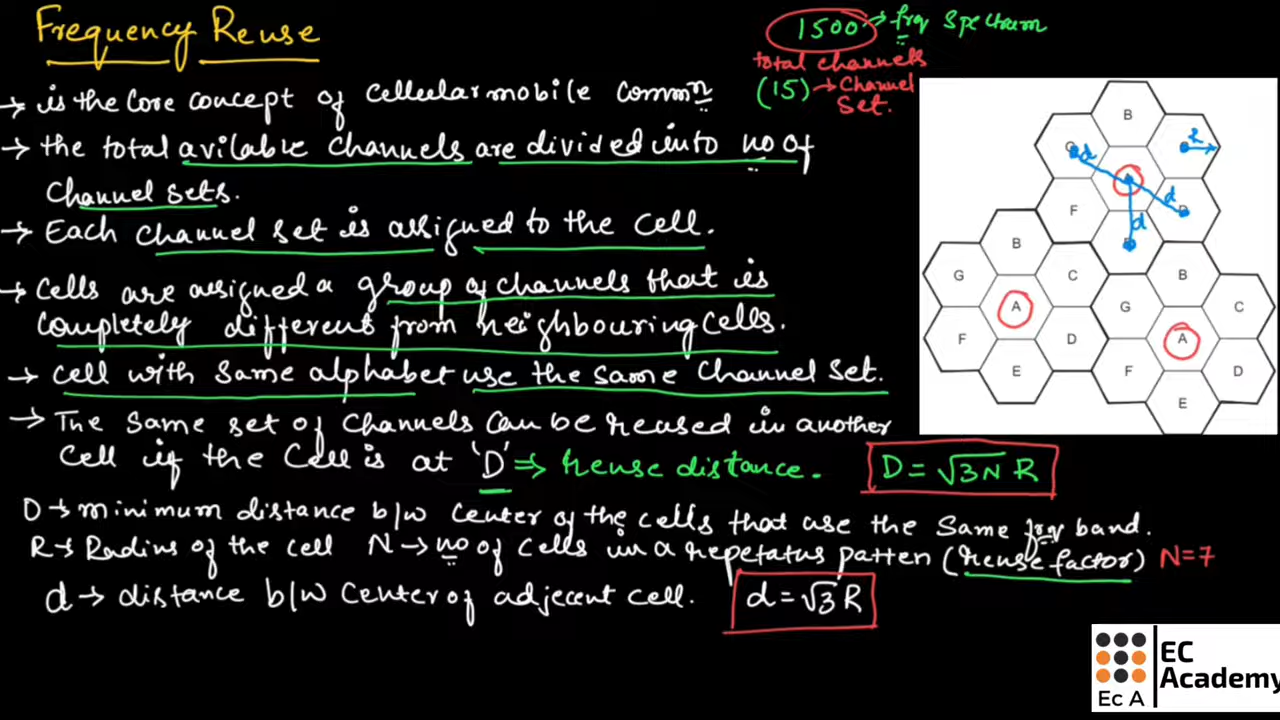 Frequency Reuse
1500 → frq Spectrum
total channels
(15) → Channel
Set.
→ is the Core concept of cellular mobile commn
→ the total avilable channels are divided into no of
Channel sets.
→ Each channel set is assigned to the cell.
→ Cells are assigned a group of channels that is
completely different from neighbouring cells.
→ cell with same alphabet use the same Channel set.
→ The same set of channels can be reused in another
cell if the Cell is at 'D' ⇒ reuse distance.
D = √3N R
D → minimum distance b/w center of the cells that use the same frq band.
R → Radius of the cell N → no of cells in a repetatus patten (reuse factor) N=7
d → distance b/w center of adjecent cell.
d = √3 R
B
G d R
F d d D
B
G C
A
F D
E
B
G C
A
F D
E
EC
Academy
Ec A